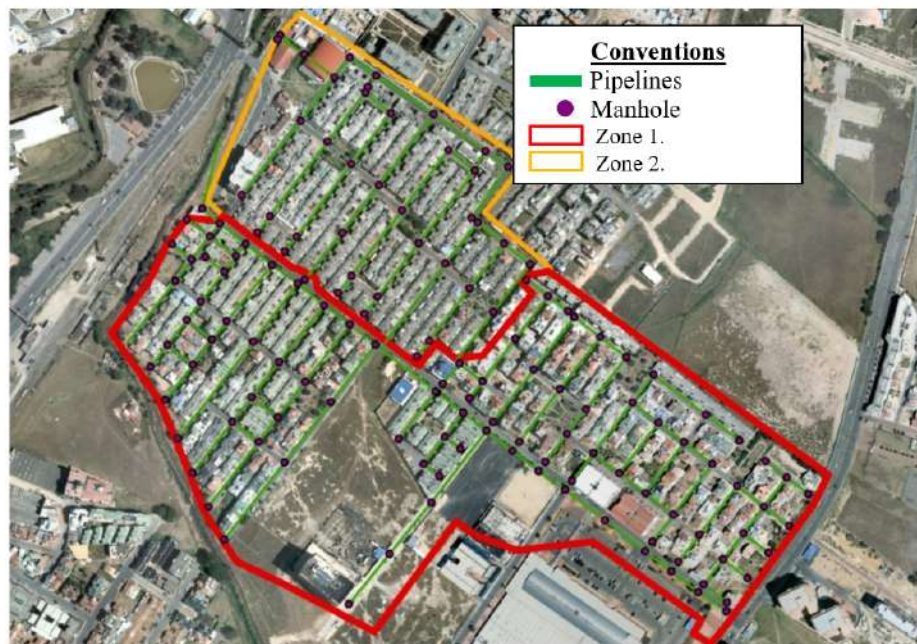 Conventions
Pipelines
Manhole
Zone 1.
Zone 2.